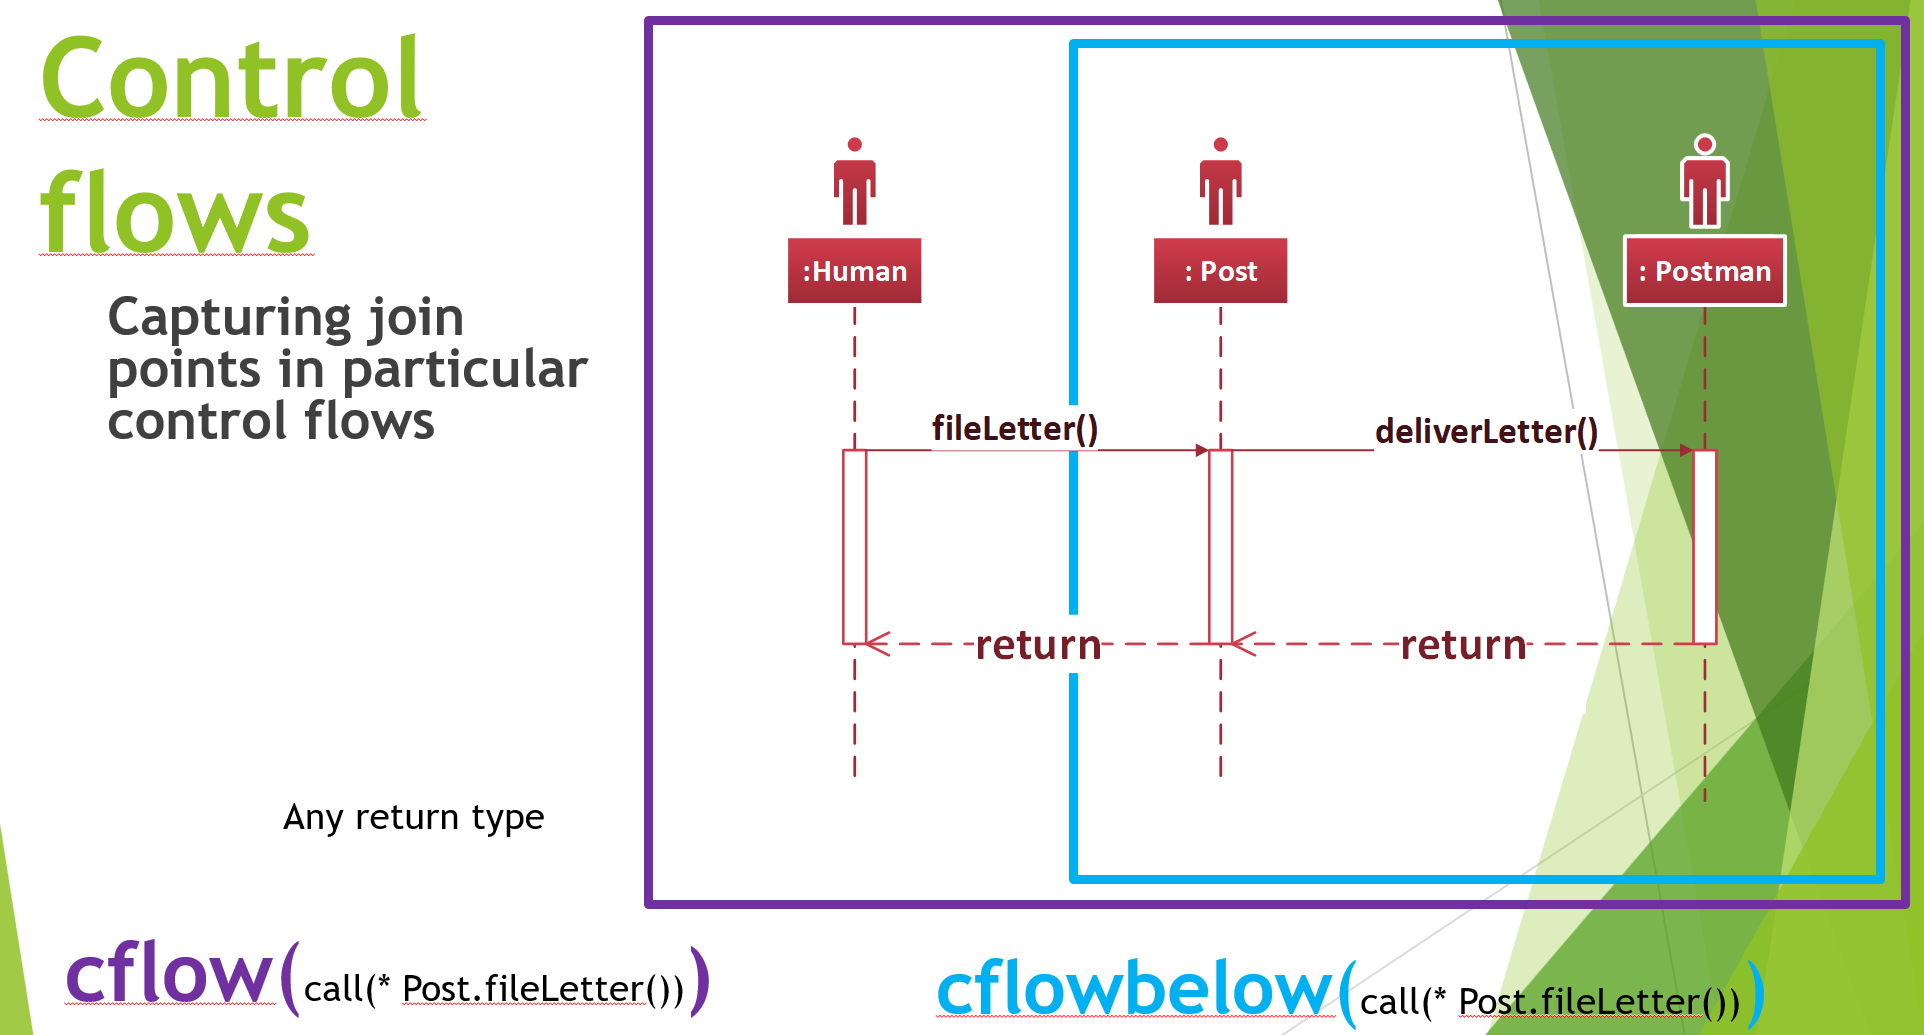 Control
flows
Capturing join
points in particular
control flows
:Human
: Post
: Postman
fileLetter()
deliverLetter()
return
return
Any return type
cflow(call(* Post.fileLetter()))
cflowbelow(call(* Post.fileLetter()))